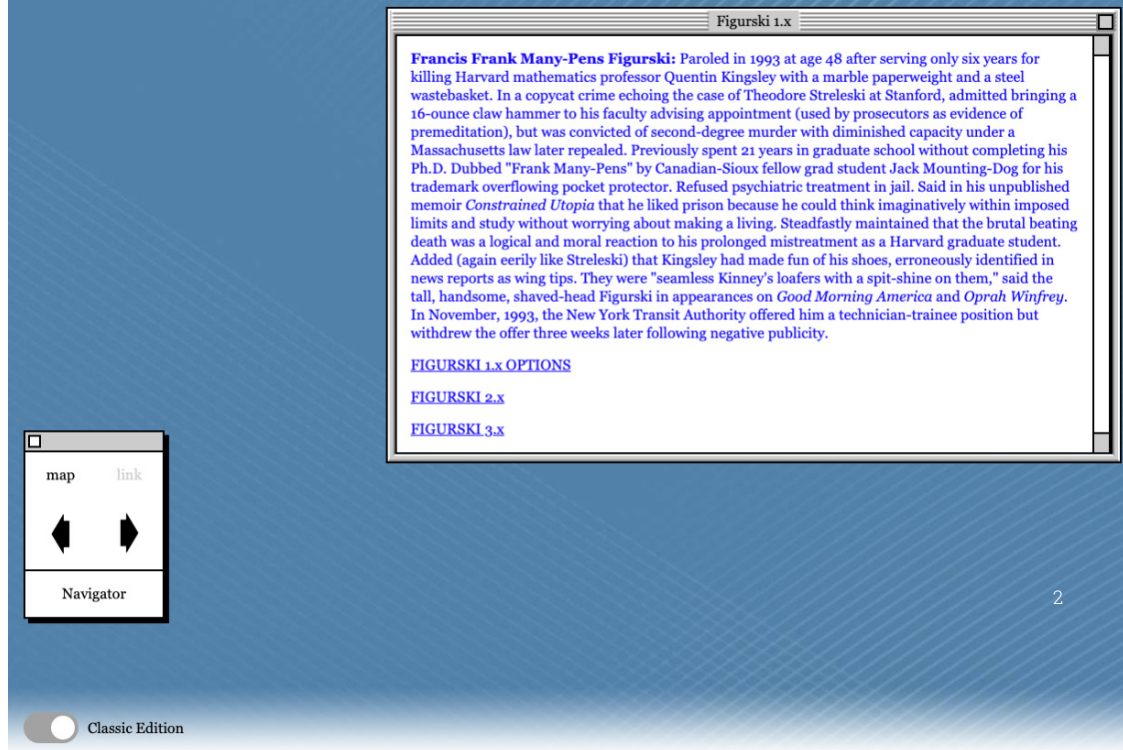 Figurski 1.x
Francis Frank Many-Pens Figurski: Paroled in 1993 at age 48 after serving only six years for
killing Harvard mathematics professor Quentin Kingsley with a marble paperweight and a steel
wastebasket. In a copycat crime echoing the case of Theodore Streleski at Stanford, admitted bringing a
16-ounce claw hammer to his faculty advising appointment (used by prosecutors as evidence of
premeditation), but was convicted of second-degree murder with diminished capacity under a
Massachusetts law later repealed. Previously spent 21 years in graduate school without completing his
Ph.D. Dubbed "Frank Many-Pens" by Canadian-Sioux fellow grad student Jack Mounting-Dog for his
trademark overflowing pocket protector. Refused psychiatric treatment in jail. Said in his unpublished
memoir Constrained Utopia that he liked prison because he could think imaginatively within imposed
limits and study without worrying about making a living. Steadfastly maintained that the brutal beating
death was a logical and moral reaction to his prolonged mistreatment as a Harvard graduate student.
Added (again eerily like Streleski) that Kingsley had made fun of his shoes, erroneously identified in
news reports as wing tips. They were "seamless Kinney's loafers with a spit-shine on them," said the
tall, handsome, shaved-head Figurski in appearances on Good Morning America and Oprah Winfrey.
In November, 1993, the New York Transit Authority offered him a technician-trainee position but
withdrew the offer three weeks later following negative publicity.
FIGURSKI 1.x OPTIONS
FIGURSKI 2.x
FIGURSKI 3.x
map link
Navigator
2
Classic Edition